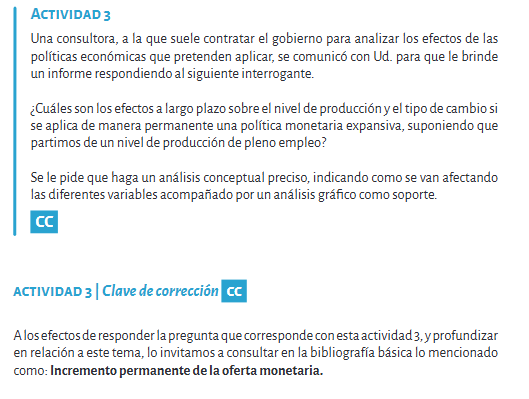 ACTIVIDAD 3
Una consultora, a la que suele contratar el gobierno para analizar los efectos de las
políticas económicas que pretenden aplicar, se comunicó con Ud. para que le brinde
un informe respondiendo al siguiente interrogante.
¿Cuáles son los efectos a largo plazo sobre el nivel de producción y el tipo de cambio si
se aplica de manera permanente una política monetaria expansiva, suponiendo que
partimos de un nivel de producción de pleno empleo?
Se le pide que haga un análisis conceptual preciso, indicando como se van afectando
las diferentes variables acompañado por un análisis gráfico como soporte.
CC
ACTIVIDAD 3 | Clave de corrección CC
A los efectos de responder la pregunta que corresponde con esta actividad 3, y profundizar
en relación a este tema, lo invitamos a consultar en la bibliografía básica lo mencionado
como: Incremento permanente de la oferta monetaria.